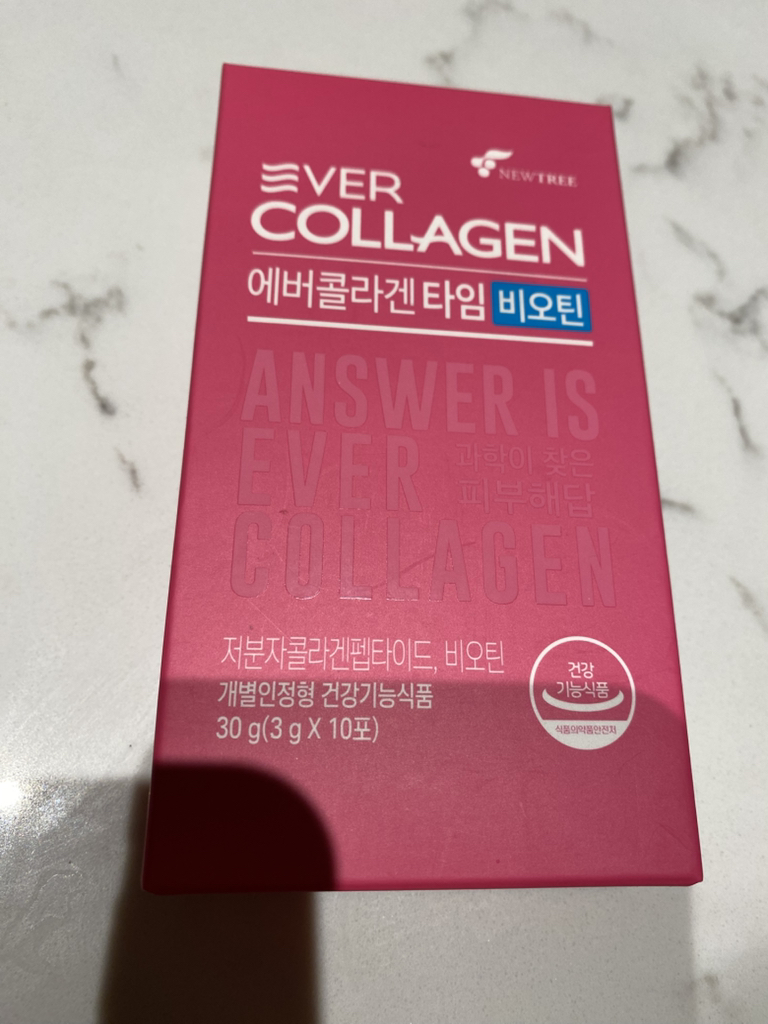 NEWTREE
EVER
COLLAGEN
에버콜라겐 타임 비오틴
ANSWER IS
EVER
과학이 찾은
피부해답
COLLAGEN
저분자콜라겐펩타이드, 비오틴
개별인정형 건강기능식품
30 g(3 g X 10포)
건강
기능식품
식품의약품안전처